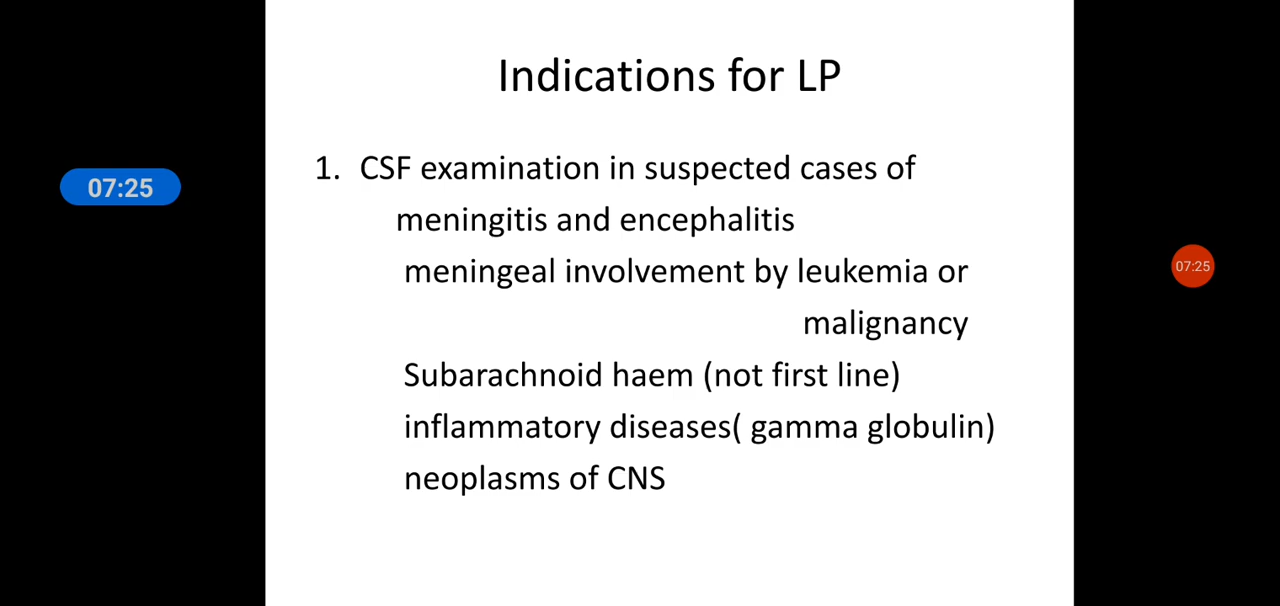 Indications for LP
1. CSF examination in suspected cases of
meningitis and encephalitis
meningeal involvement by leukemia or
malignancy
Subarachnoid haem (not first line)
inflammatory diseases( gamma globulin)
neoplasms of CNS
07:25
07:25